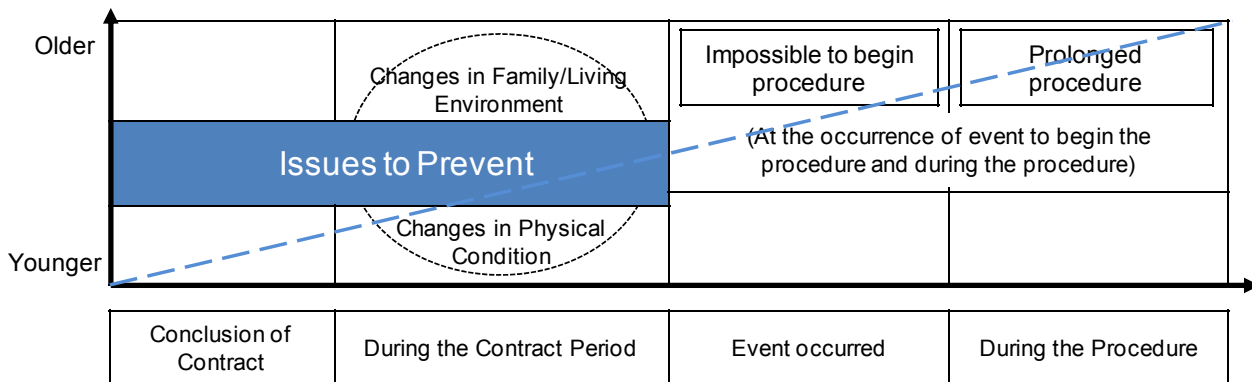 Older
Changes in Family/Living
Environment
Impossible to begin
procedure
Prolonged
procedure
Issues to Prevent
(At the occurrence of event to begin the
procedure and during the procedure)
Changes in Physical
Condition
Younger
Conclusion of
Contract
During the Contract Period
Event occurred
During the Procedure